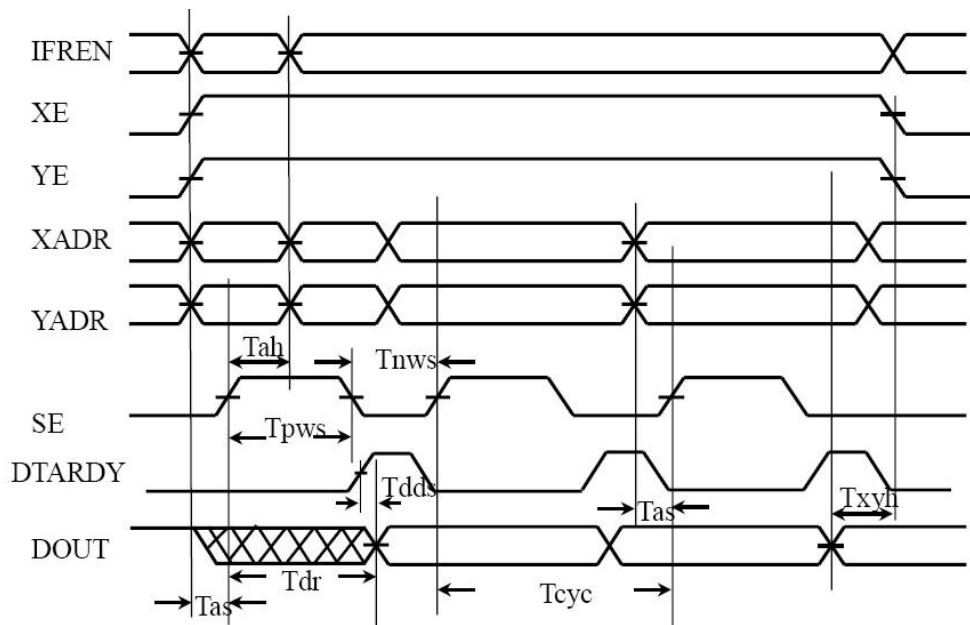 IFREN
XE
YE
XADR
YADR
Tah
Tnws
SE
Tpws
DTARDY
Tdds
Tas
Txyh
DOUT
Tdr
Tas
Tcyc